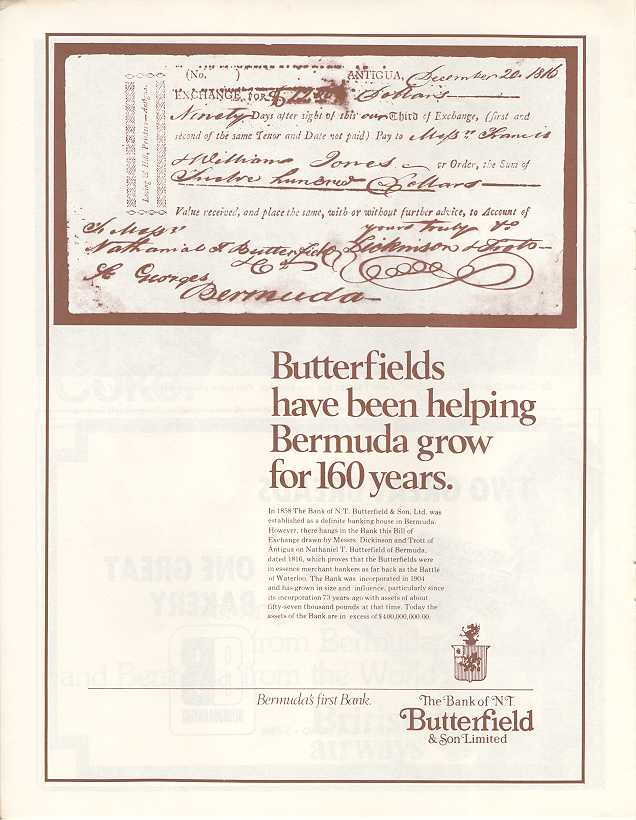 (No. ) ANTIGUA, December 20. 1816
EXCHANGE, FOR $ 1200 Dollars
Ninety Days after sight of this our Third of Exchange, (first and
second of the same Tenor and Date not paid) Pay to Messrs Francis
Williams Jones or Order, the Sum of
Twelve hundred Dollars
Value received, and place the same, with or without further advice, to Account of
To Messrs yours truly
Nathanial T Butterfield Dickinson & Trott
St Georges
Bermuda
Butterfields
have been helping
Bermuda grow
for 160 years.
In 1858 The Bank of N.T. Butterfield & Son, Ltd. was
established as a definite banking house in Bermuda.
However, there hangs in the Bank this Bill of
Exchange drawn by Messrs. Dickinson and Trott of
Antigua on Nathaniel T. Butterfield of Bermuda,
dated 1816, which proves that the Butterfields were
in essence merchant bankers as far back as the Battle
of Waterloo. The Bank was incorporated in 1904
and has grown in size and influence, particularly since
its incorporation 73 years ago with assets of about
fifty-seven thousand pounds at that time. Today the
assets of the Bank are in excess of $400,000,000.00.
Bermuda's first Bank.
The Bank of N.T.
Butterfield
& Son Limited